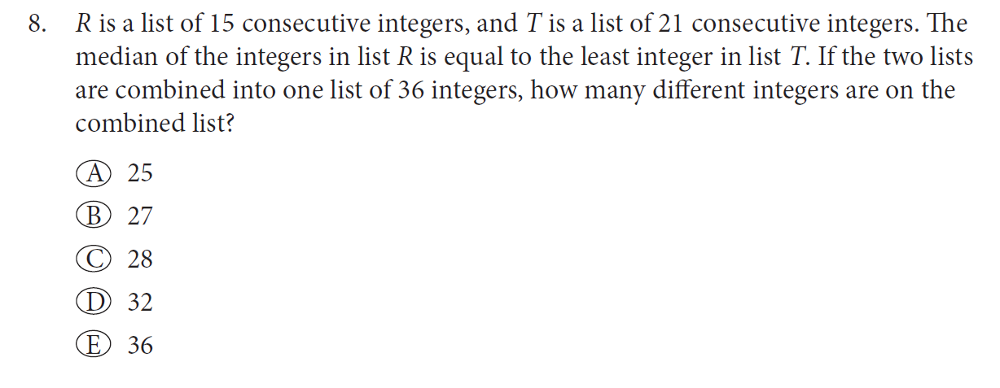 8. R is a list of 15 consecutive integers, and T is a list of 21 consecutive integers. The
median of the integers in list R is equal to the least integer in list T. If the two lists
are combined into one list of 36 integers, how many different integers are on the
combined list?
A 25
B 27
C 28
D 32
E 36